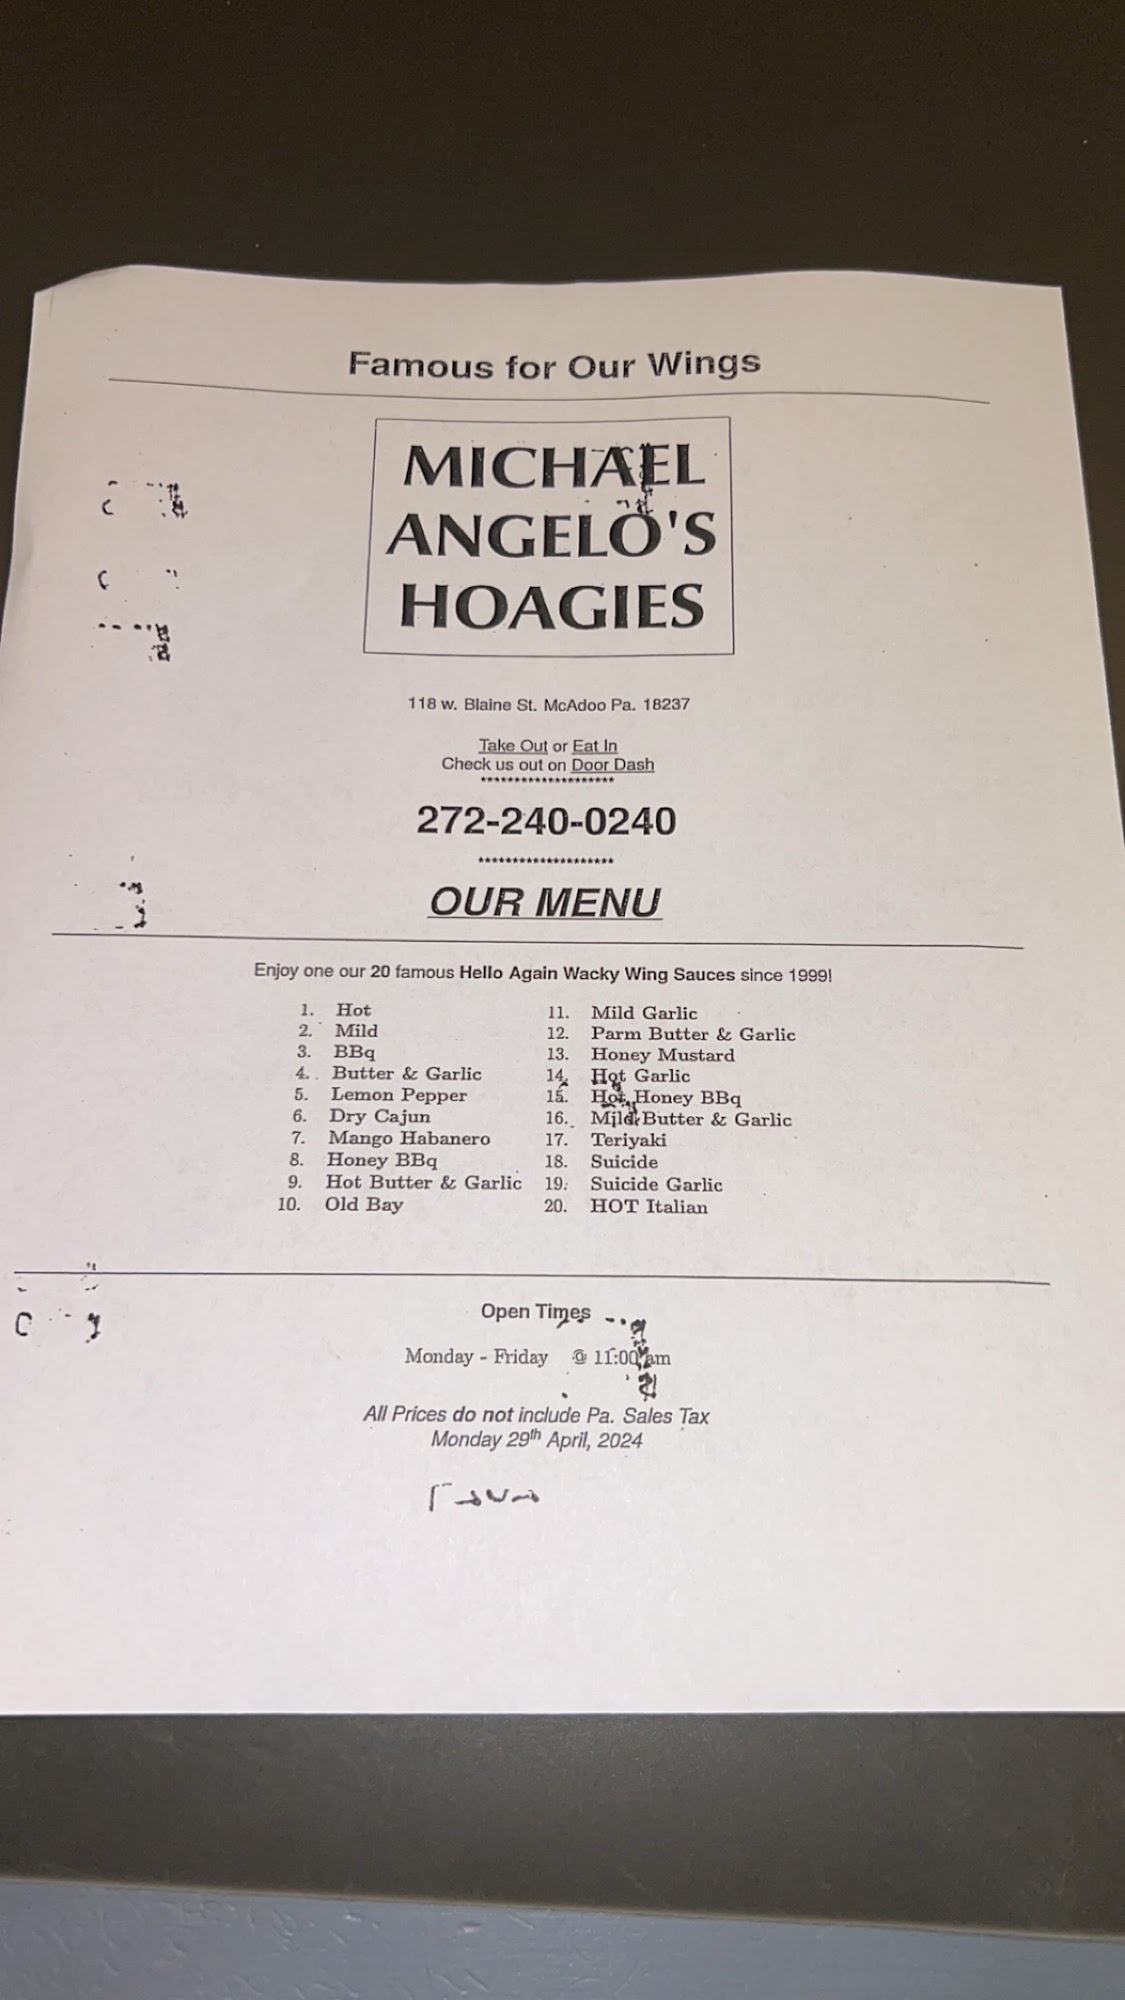 Famous for Our Wings
MICHAEL
ANGELO'S
HOAGIES
118 w. Blaine St. McAdoo Pa. 18237
Take Out or Eat In
Check us out on Door Dash
********************
272-240-0240
********************
OUR MENU
Enjoy one our 20 famous Hello Again Wacky Wing Sauces since 1999!
1. Hot
2. Mild
3. BBq
4. Butter & Garlic
5. Lemon Pepper
6. Dry Cajun
7. Mango Habanero
8. Honey BBq
9. Hot Butter & Garlic
10. Old Bay
11. Mild Garlic
12. Parm Butter & Garlic
13. Honey Mustard
14. Hot Garlic
15. Hot Honey BBq
16. Mild Butter & Garlic
17. Teriyaki
18. Suicide
19. Suicide Garlic
20. HOT Italian
Open Times
Monday - Friday @ 11:00 am
All Prices do not include Pa. Sales Tax
Monday 29th April, 2024